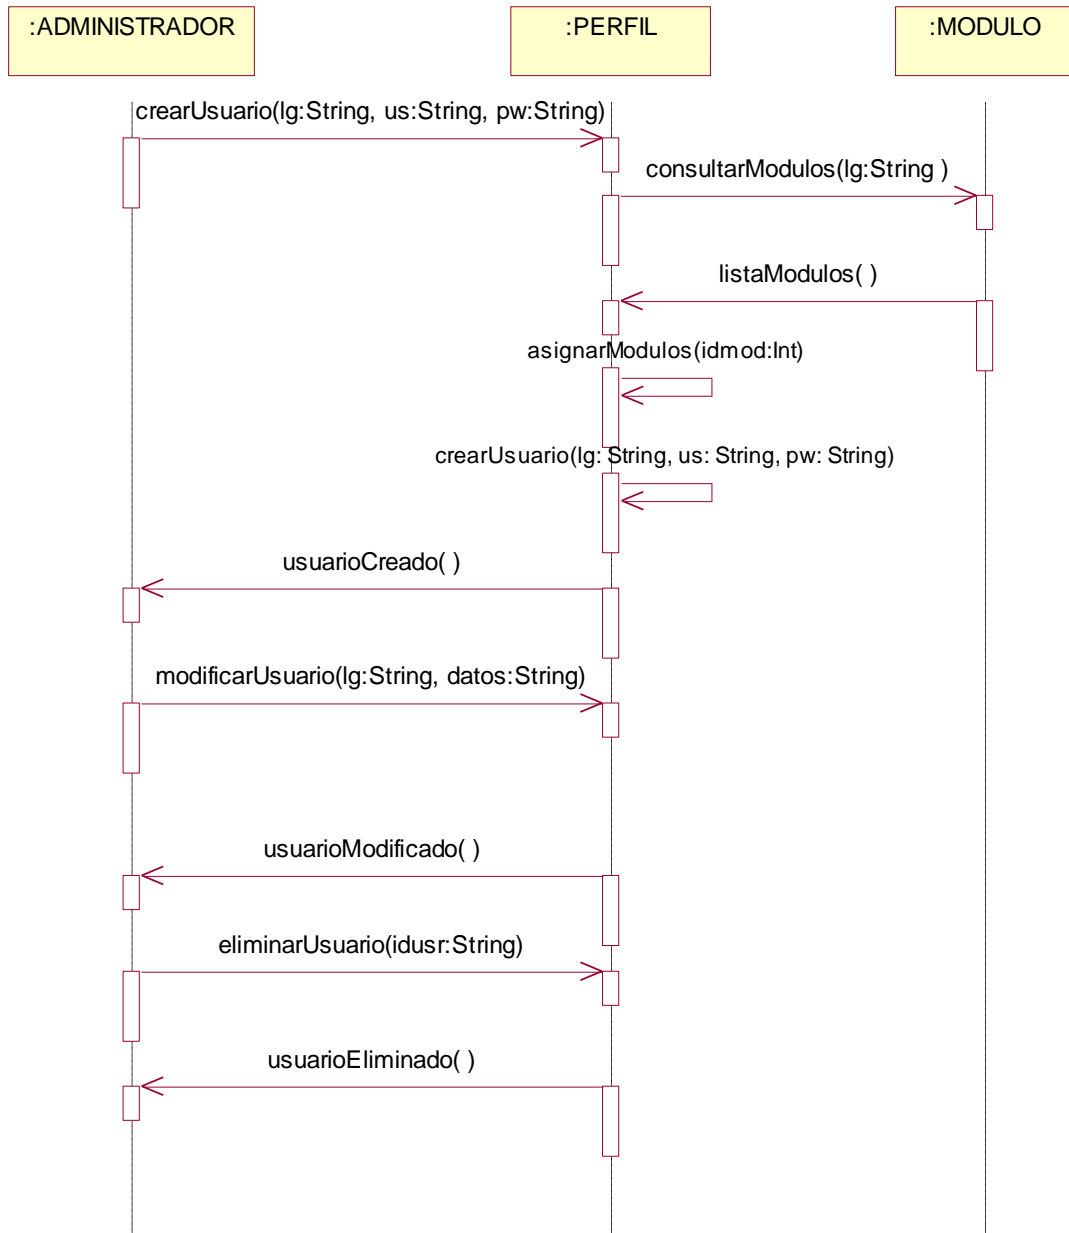 :ADMINISTRADOR
:PERFIL
:MODULO
crearUsuario(lg:String, us:String, pw:String)
consultarModulos(lg:String )
listaModulos( )
asignarModulos(idmod:Int)
crearUsuario(lg: String, us: String, pw: String)
usuarioCreado( )
modificarUsuario(lg:String, datos:String)
usuarioModificado( )
eliminarUsuario(idusr:String)
usuarioEliminado( )